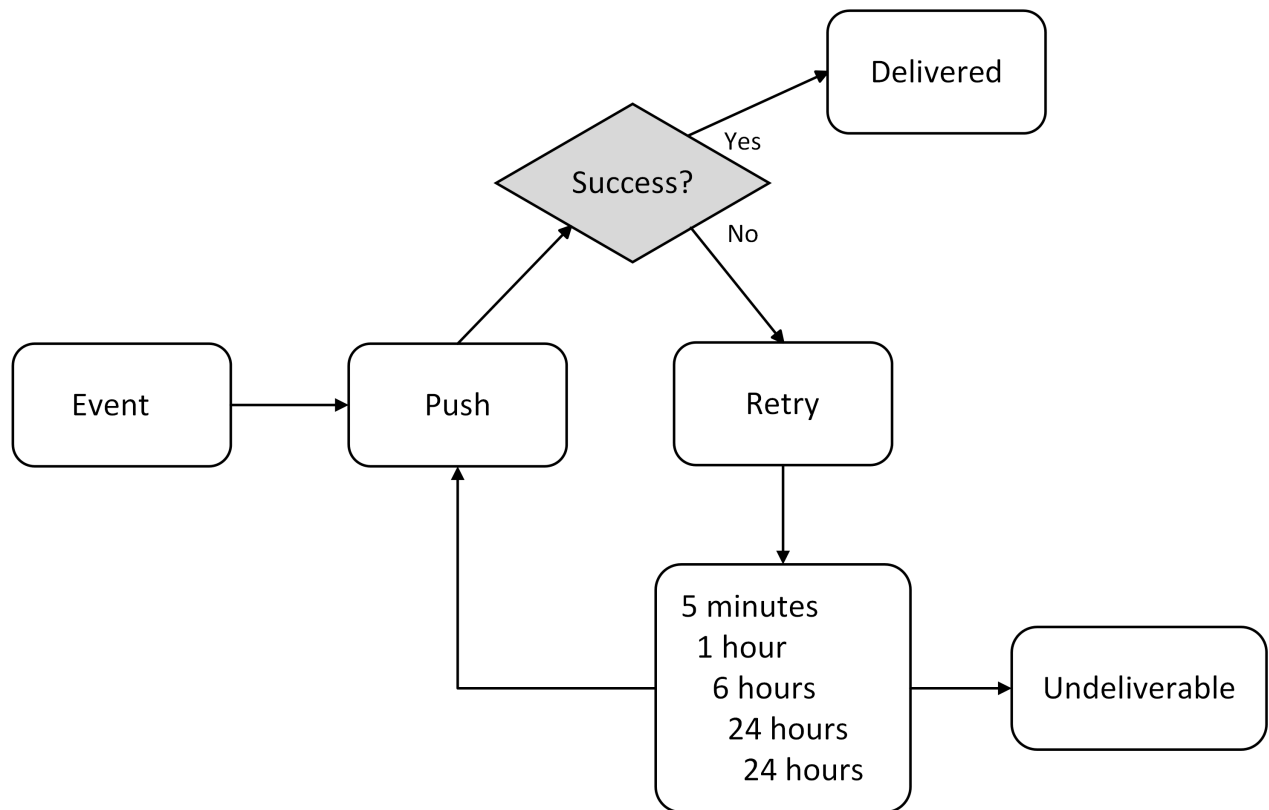 Delivered
Yes
Success?
No
Event
Push
Retry
5 minutes
1 hour
6 hours
24 hours
24 hours
Undeliverable